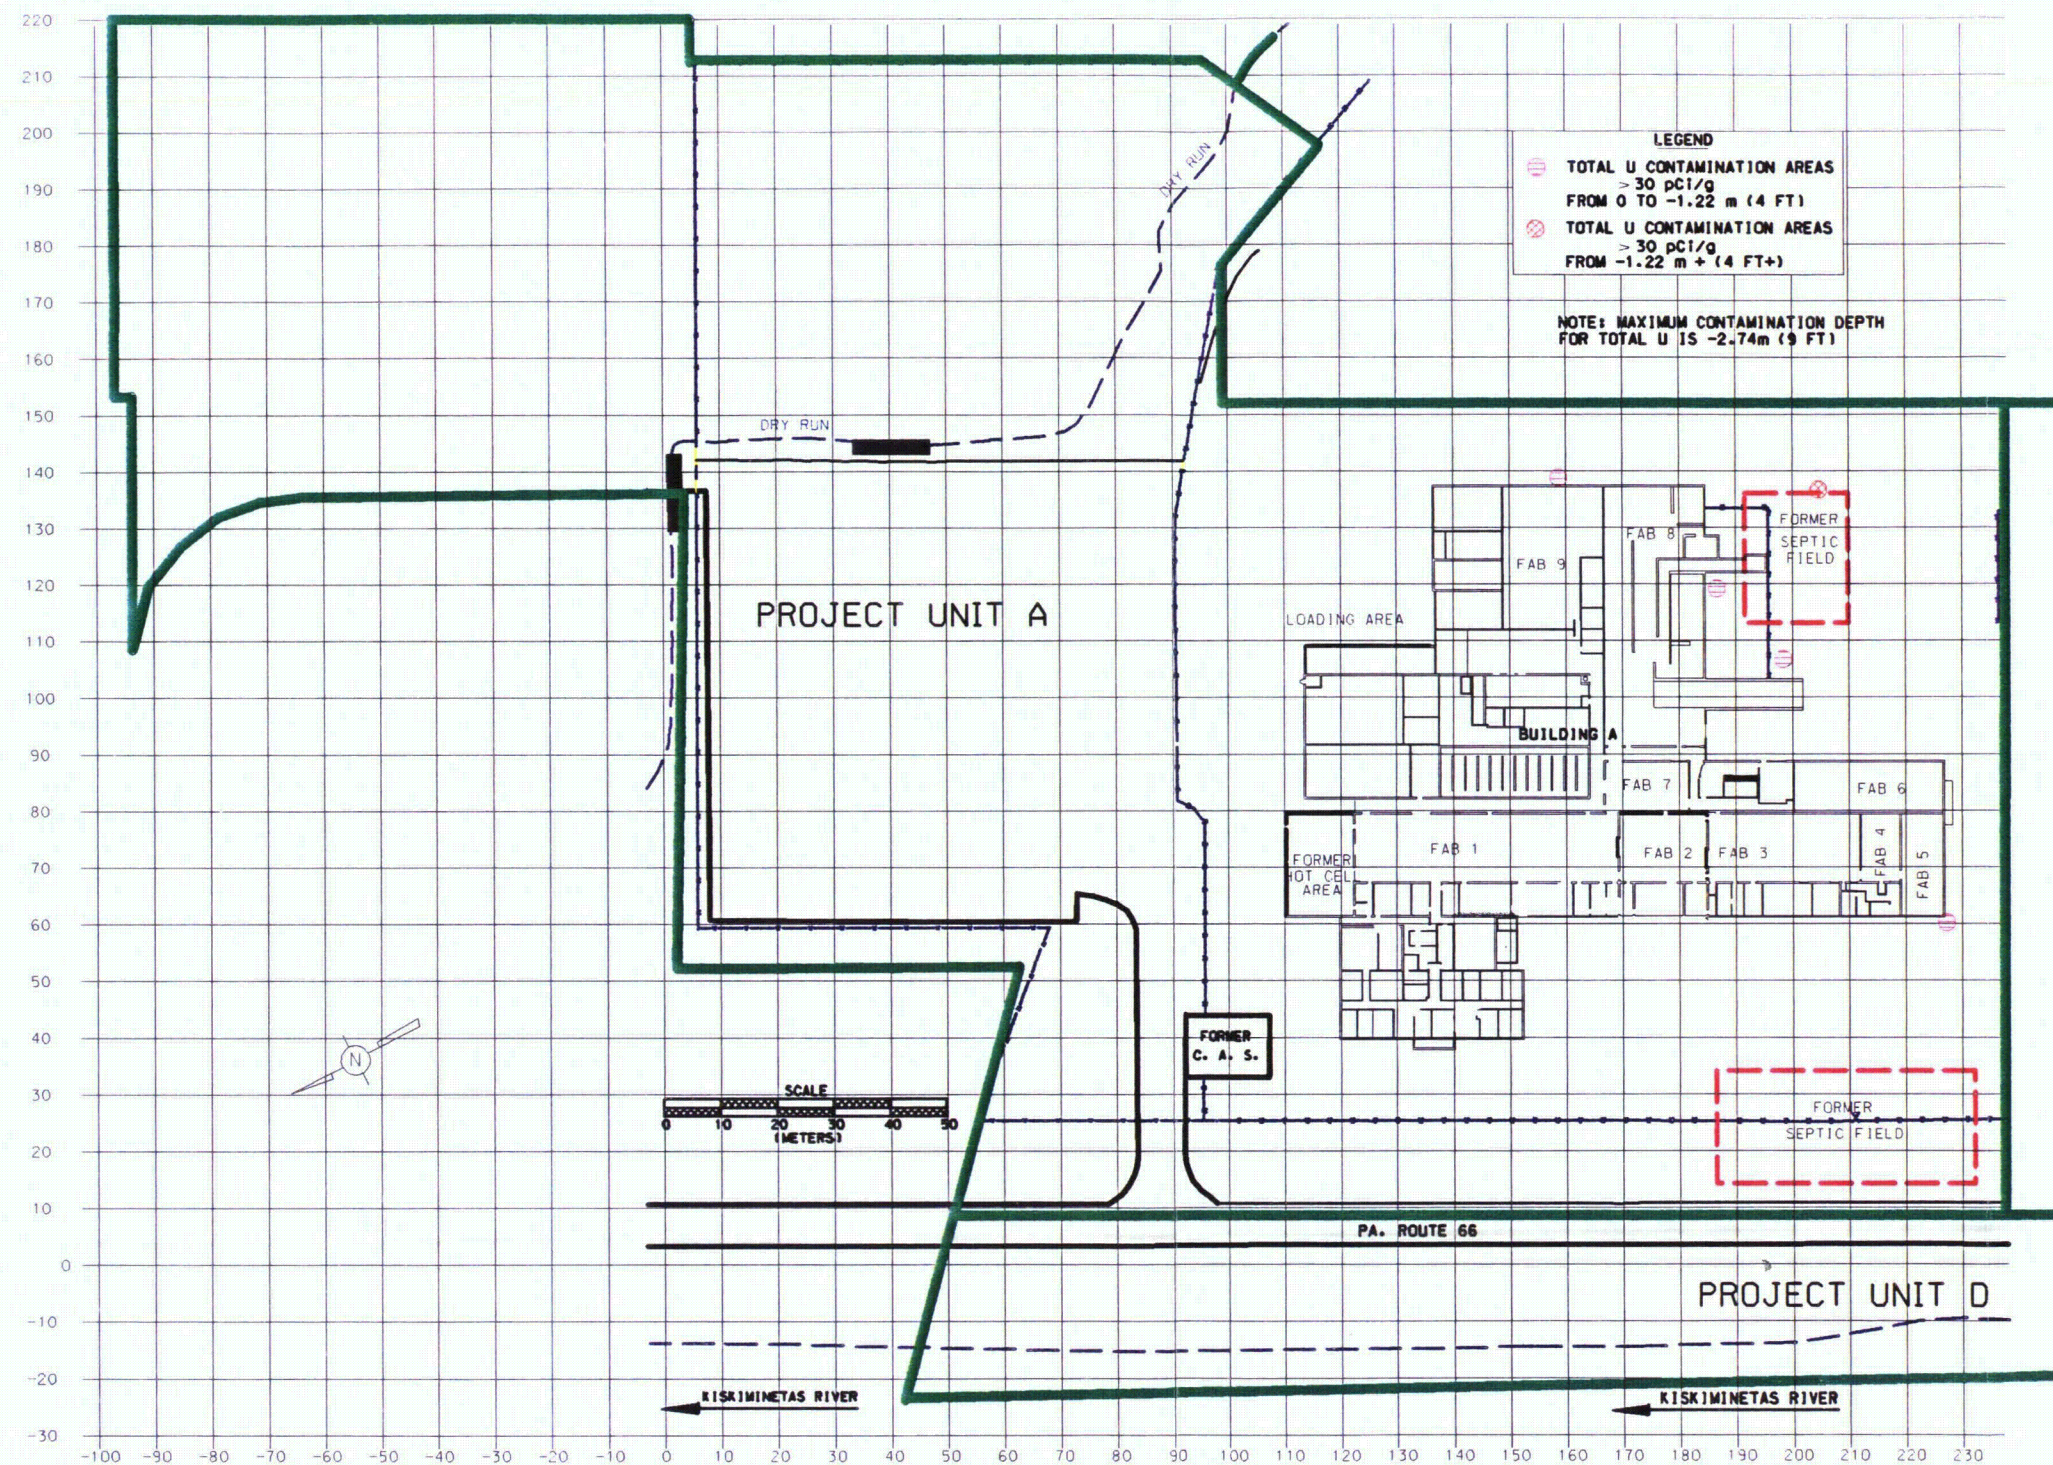 220
210
200
190
180
170
160
150
140
130
120
110
100
90
80
70
60
50
40
30
20
10
0
-10
-20
-30
-100 -90 -80 -70 -60 -50 -40 -30 -20 -10 0 10 20 30 40 50 60 70 80 90 100 110 120 130 140 150 160 170 180 190 200 210 220 230
LEGEND
TOTAL U CONTAMINATION AREAS
> 30 pCi/g
FROM 0 TO -1.22 m (4 FT)
TOTAL U CONTAMINATION AREAS
> 30 pCi/g
FROM -1.22 m + (4 FT+)
NOTE: MAXIMUM CONTAMINATION DEPTH
FOR TOTAL U IS -2.74m (9 FT)
DRY RUN
DRY RUN
PROJECT UNIT A
LOADING AREA
FAB 9
FAB 8
FORMER
SEPTIC
FIELD
BUILDING A
FAB 7
FAB 6
FORMER
HOT CELL
AREA
FAB 1
FAB 2
FAB 3
FAB 4
FAB 5
FORMER
C. A. S.
N
SCALE
0 10 20 30 40 50
(METERS)
FORMER
SEPTIC FIELD
PA. ROUTE 66
PROJECT UNIT D
KISKIMINETAS RIVER
KISKIMINETAS RIVER